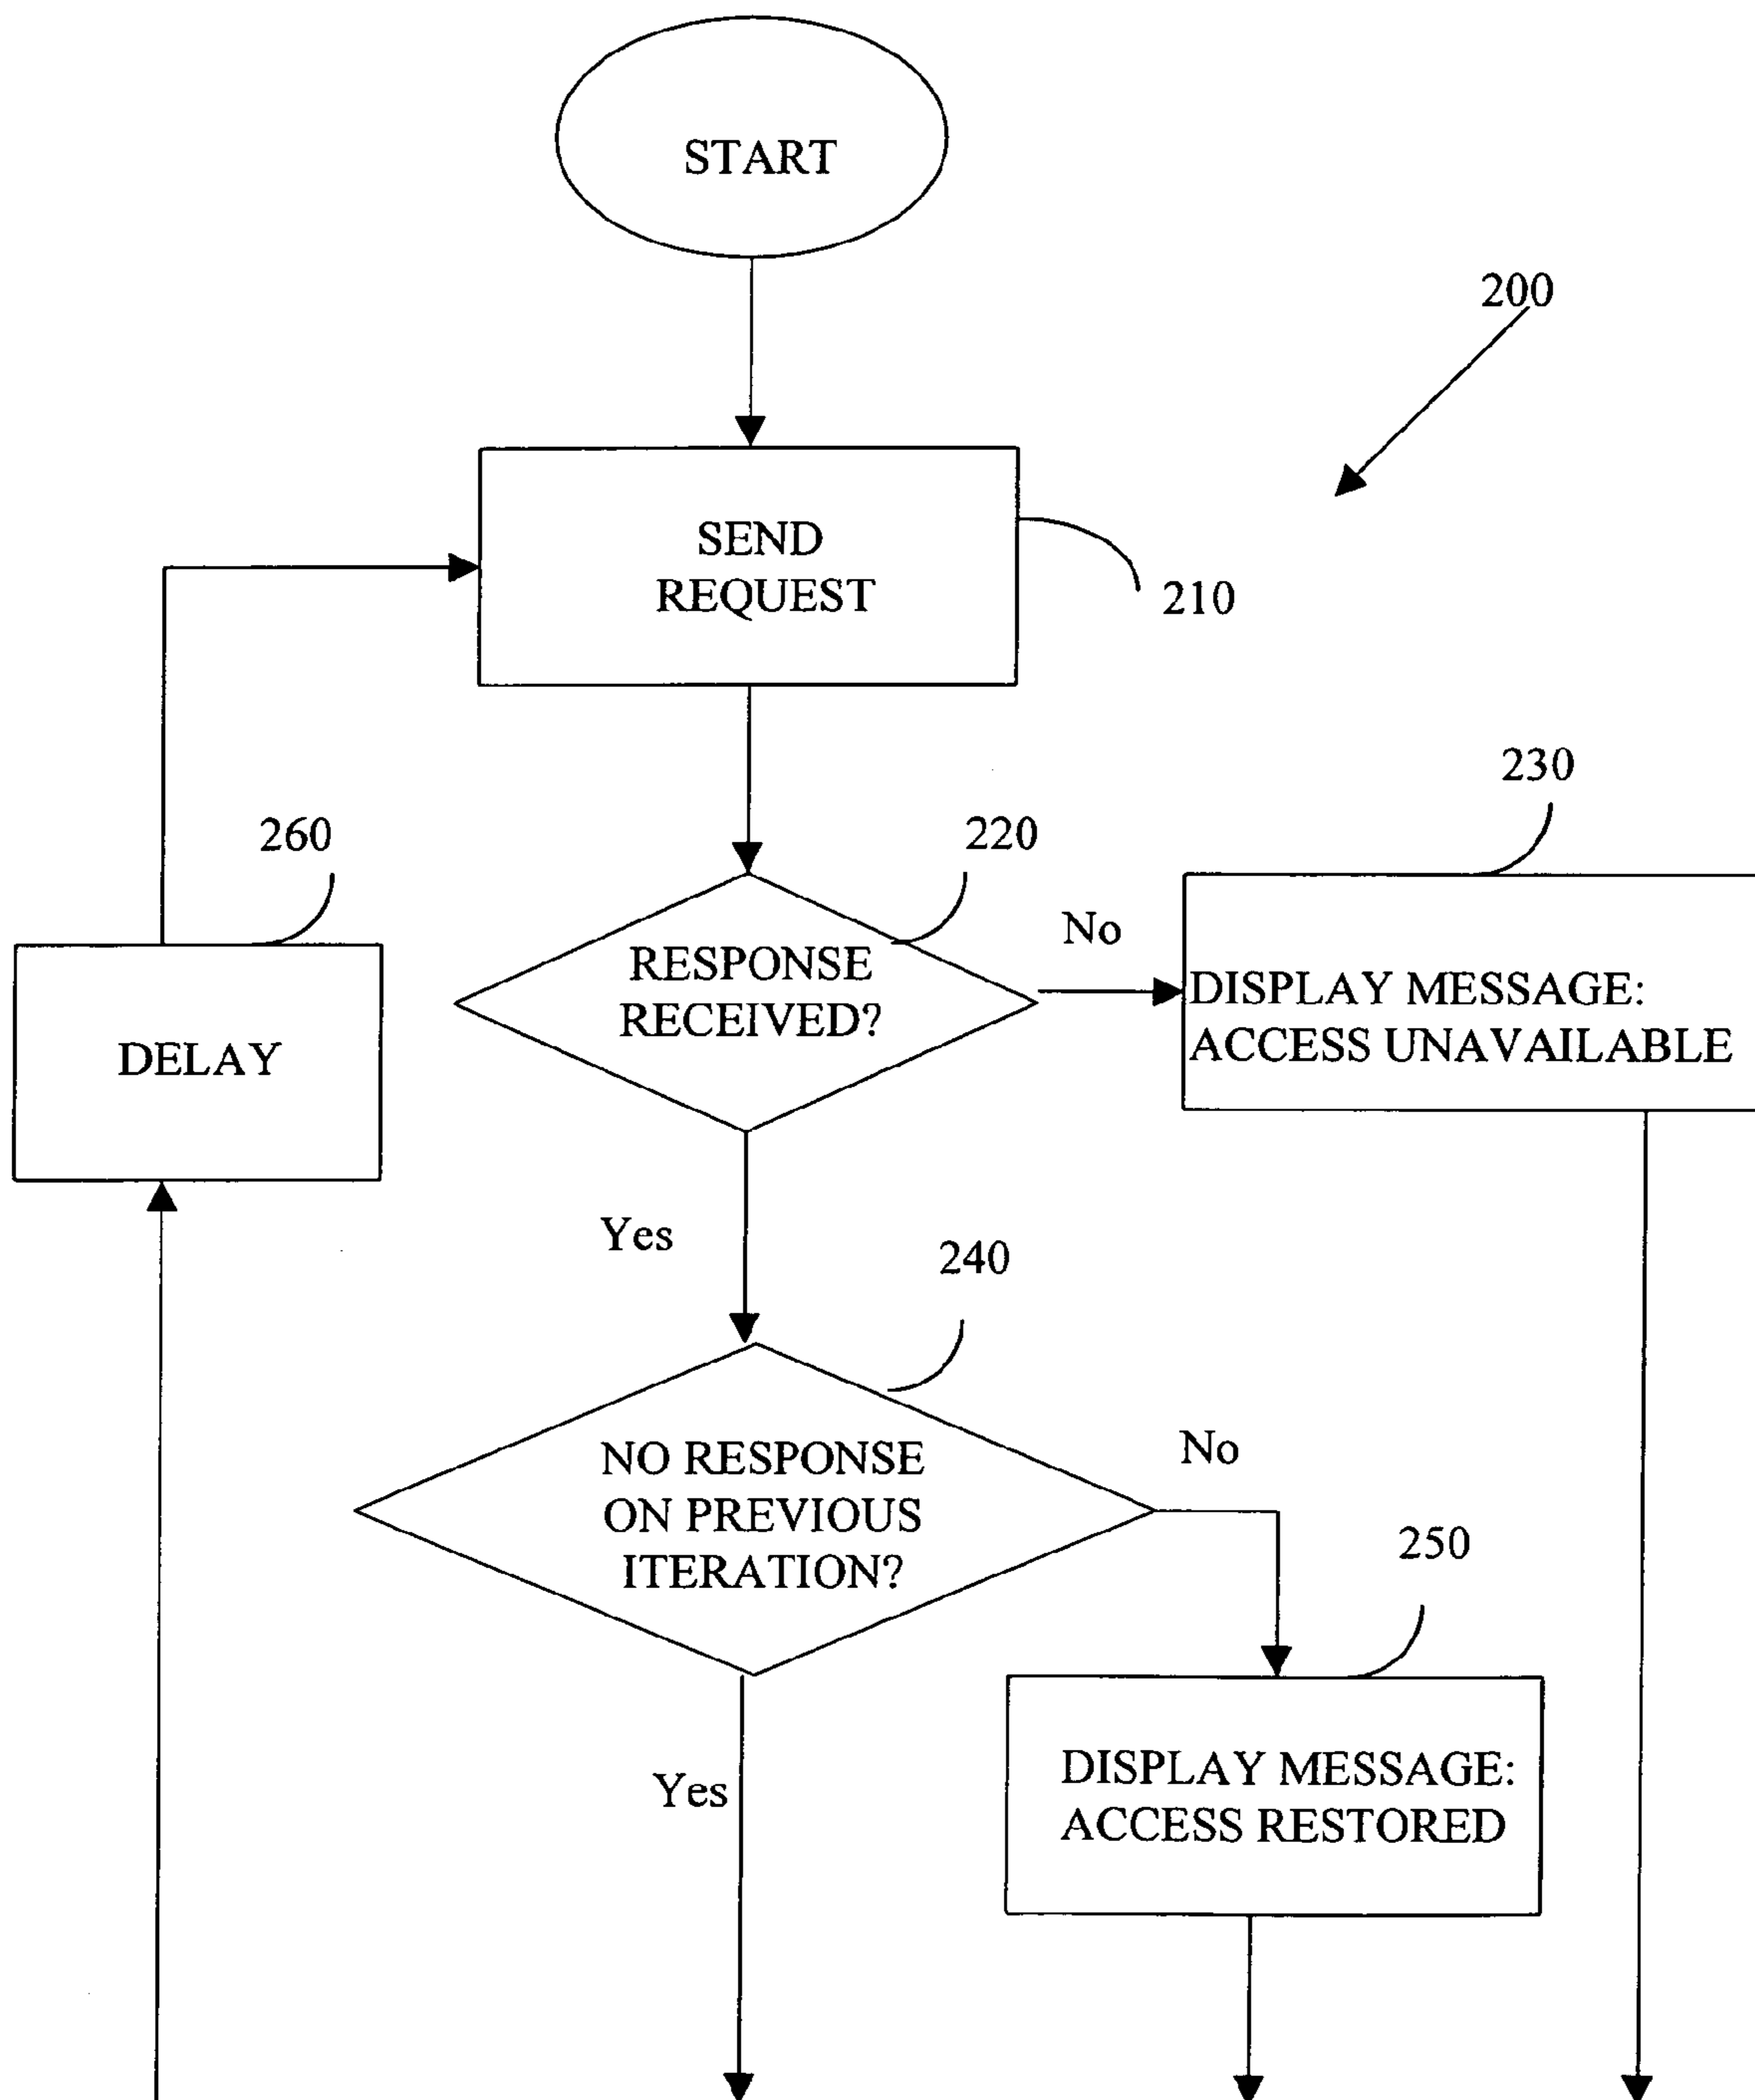 START
200
SEND
REQUEST
210
230
260
220
No
RESPONSE
RECEIVED?
DISPLAY MESSAGE:
ACCESS UNAVAILABLE
DELAY
Yes
240
NO RESPONSE
ON PREVIOUS
ITERATION?
No
250
Yes
DISPLAY MESSAGE:
ACCESS RESTORED